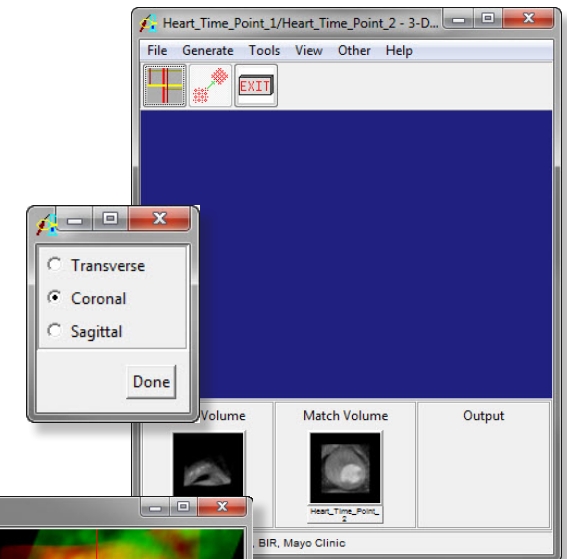 Heart_Time_Point_1/Heart_Time_Point_2 - 3-D...
File Generate Tools View Other Help
EXIT
Transverse
Coronal
Sagittal
Done
Volume
Match Volume
Output
Heart_Time_Point_
2
BIR, Mayo Clinic